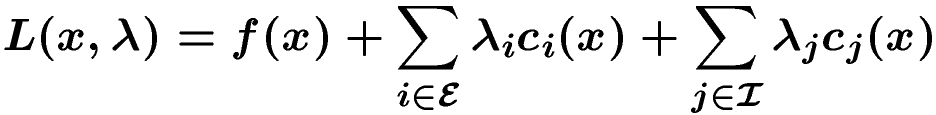 L(x, λ) = f(x) + ∑_{i∈ℰ} λ_i c_i(x) + ∑_{j∈ℐ} λ_j c_j(x)